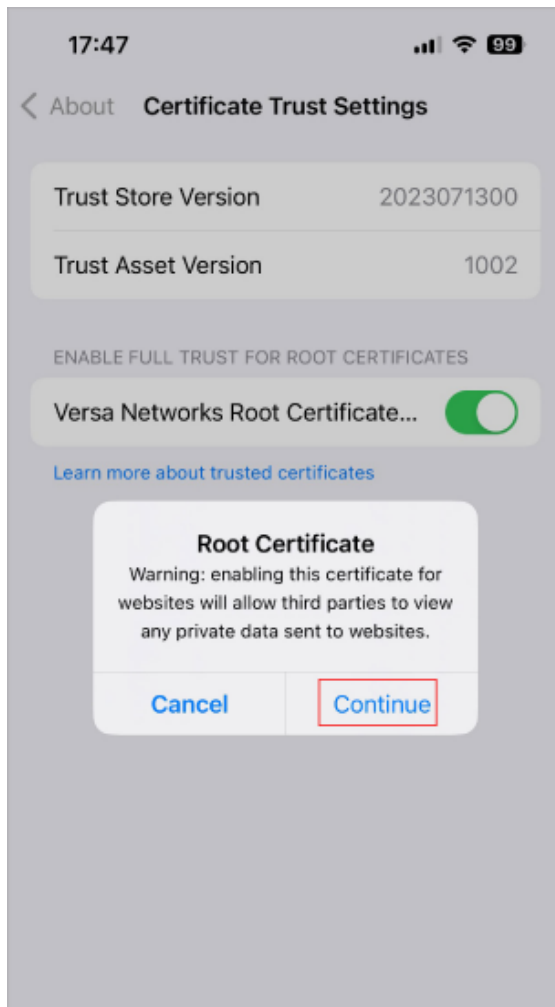 17:47 99
About Certificate Trust Settings
Trust Store Version 2023071300
Trust Asset Version 1002
ENABLE FULL TRUST FOR ROOT CERTIFICATES
Versa Networks Root Certificate...
Learn more about trusted certificates
Root Certificate
Warning: enabling this certificate for
websites will allow third parties to view
any private data sent to websites.
Cancel Continue